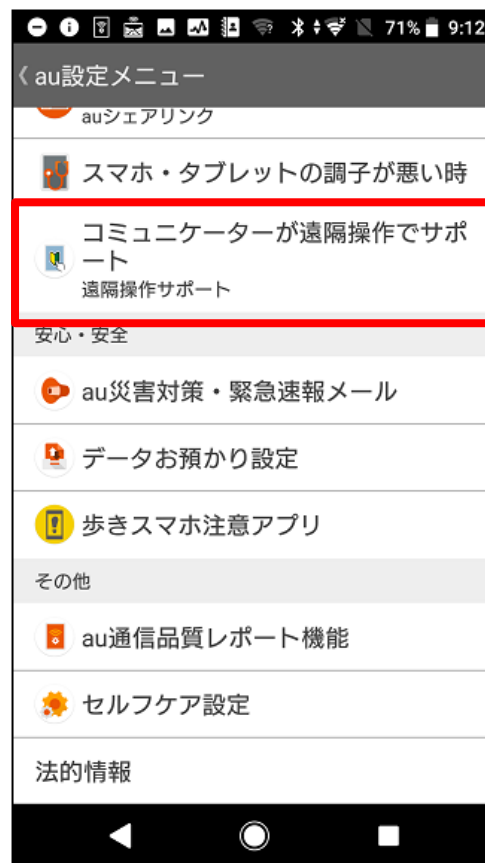 71% 9:12
au設定メニュー
auシェアリンク
スマホ・タブレットの調子が悪い時
コミュニケーターが遠隔操作でサポ
ート
遠隔操作サポート
安心・安全
au災害対策・緊急速報メール
データお預かり設定
歩きスマホ注意アプリ
その他
au通信品質レポート機能
セルフケア設定
法的情報